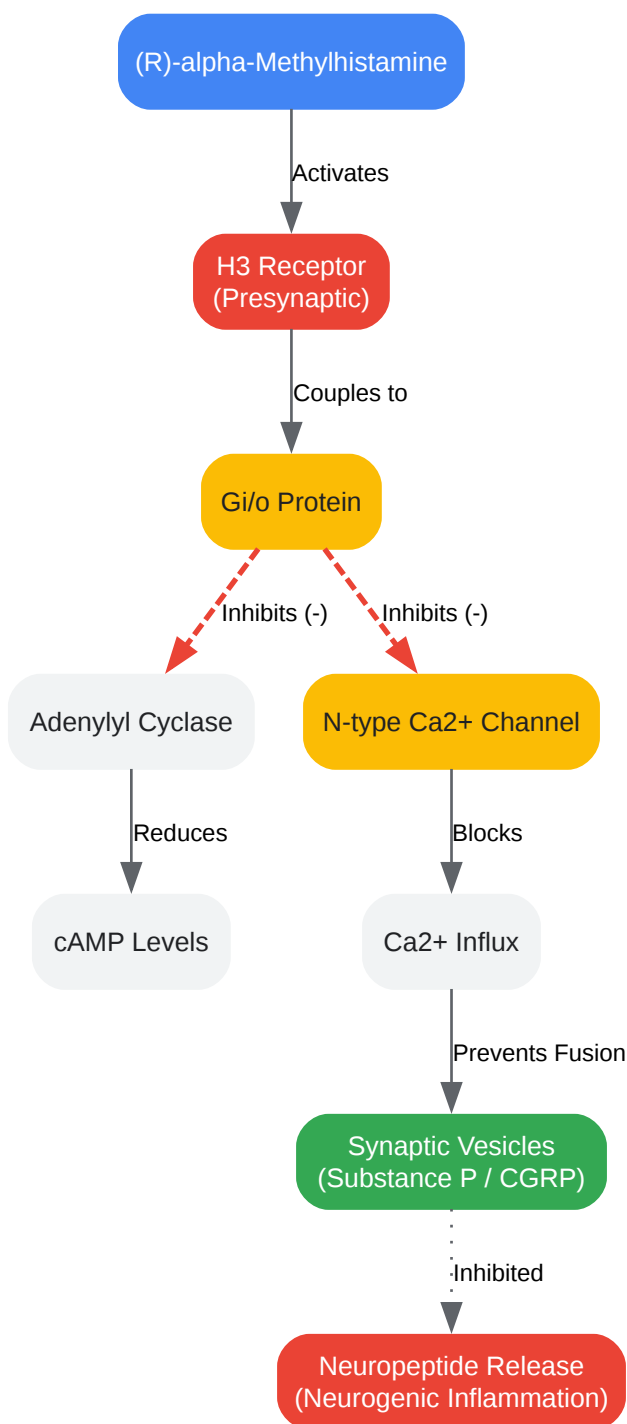 (R)-alpha-Methylhistamine
Activates
H3 Receptor
(Presynaptic)
Couples to
Gi/o Protein
Inhibits (-)
Inhibits (-)
Adenylyl Cyclase
N-type Ca2+ Channel
Reduces
Blocks
cAMP Levels
Ca2+ Influx
Prevents Fusion
Synaptic Vesicles
(Substance P / CGRP)
Inhibited
Neuropeptide Release
(Neurogenic Inflammation)